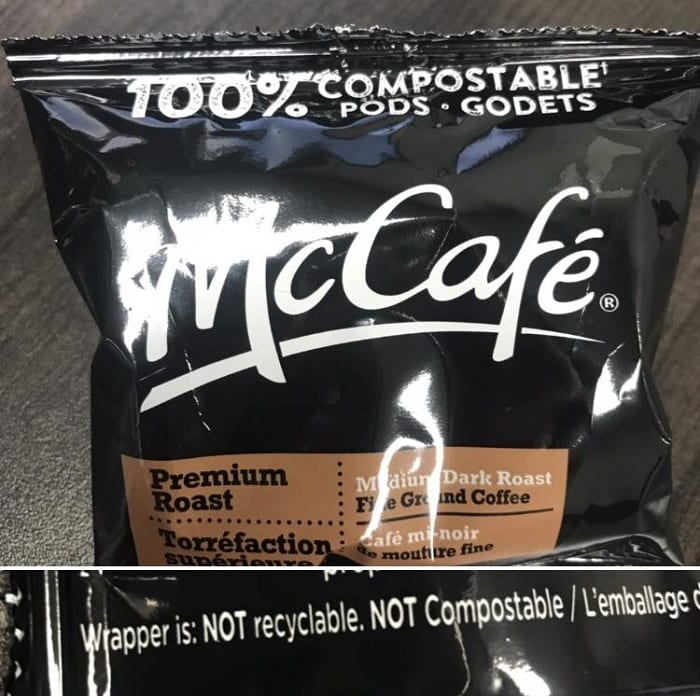 100% COMPOSTABLE†
PODS • GODETS
McCafé®
Premium
Roast
Medium Dark Roast
Fine Ground Coffee
Torréfaction
supérieure
Café mi-noir
de mouture fine
Wrapper is: NOT recyclable. NOT Compostable / L'emballage